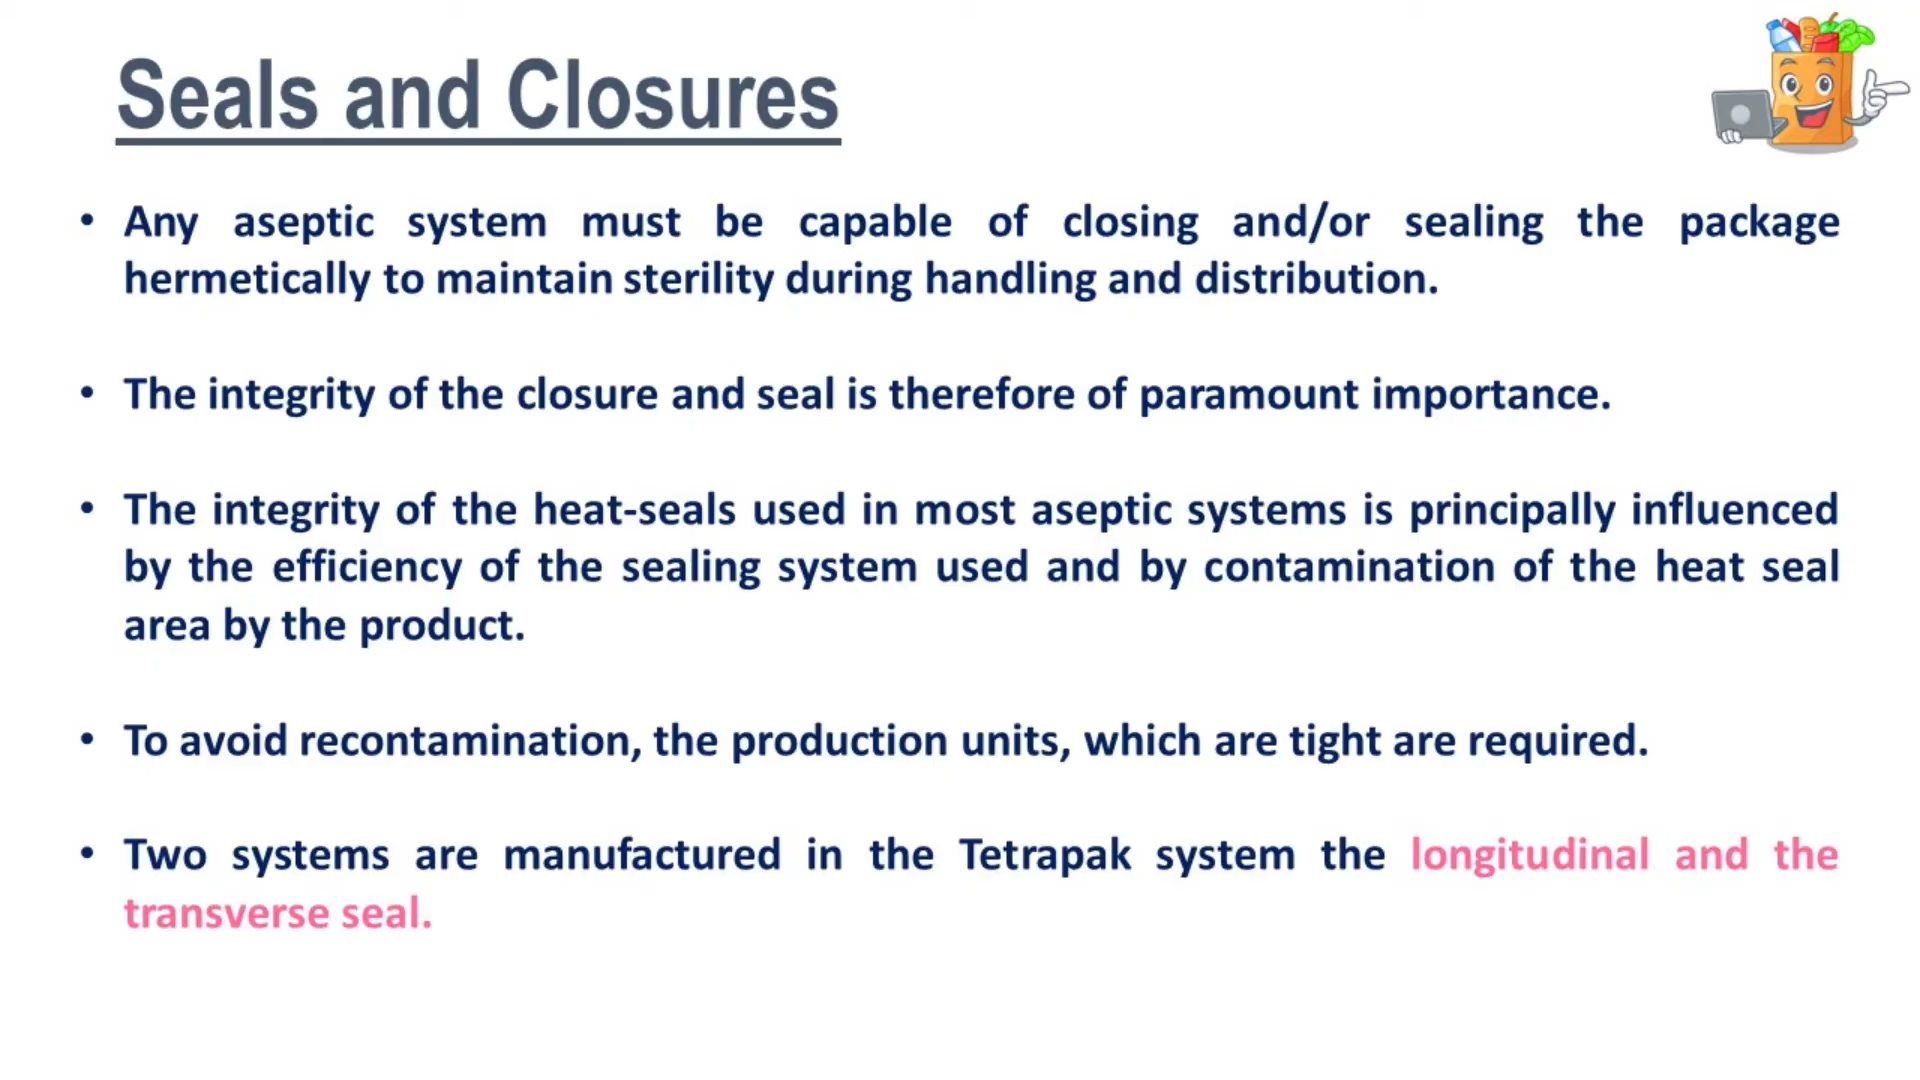 Seals and Closures
• Any aseptic system must be capable of closing and/or sealing the package
hermetically to maintain sterility during handling and distribution.
• The integrity of the closure and seal is therefore of paramount importance.
• The integrity of the heat-seals used in most aseptic systems is principally influenced
by the efficiency of the sealing system used and by contamination of the heat seal
area by the product.
• To avoid recontamination, the production units, which are tight are required.
• Two systems are manufactured in the Tetrapak system the longitudinal and the
transverse seal.